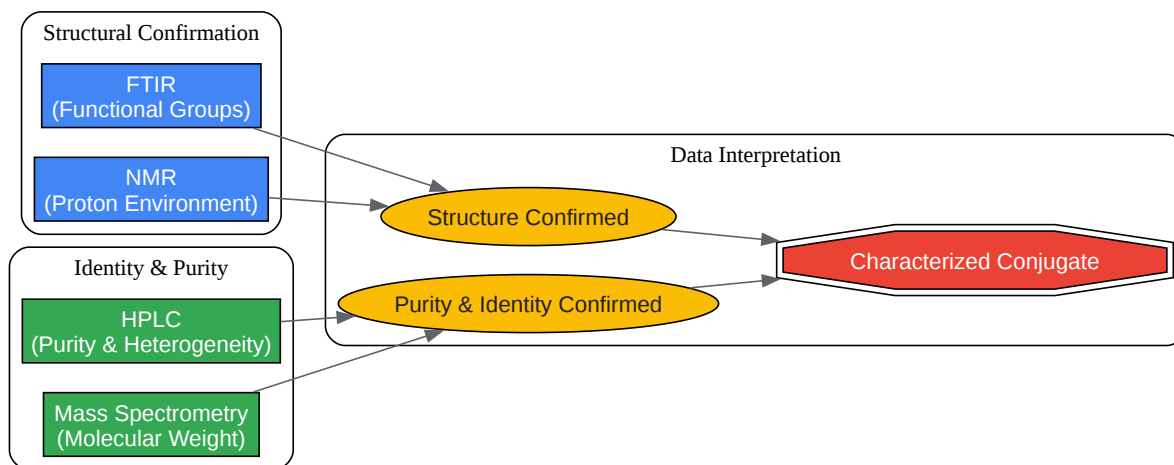 Structural Confirmation
FTIR
(Functional Groups)
NMR
(Proton Environment)
Identity & Purity
HPLC
(Purity & Heterogeneity)
Mass Spectrometry
(Molecular Weight)
Data Interpretation
Structure Confirmed
Purity & Identity Confirmed
Characterized Conjugate